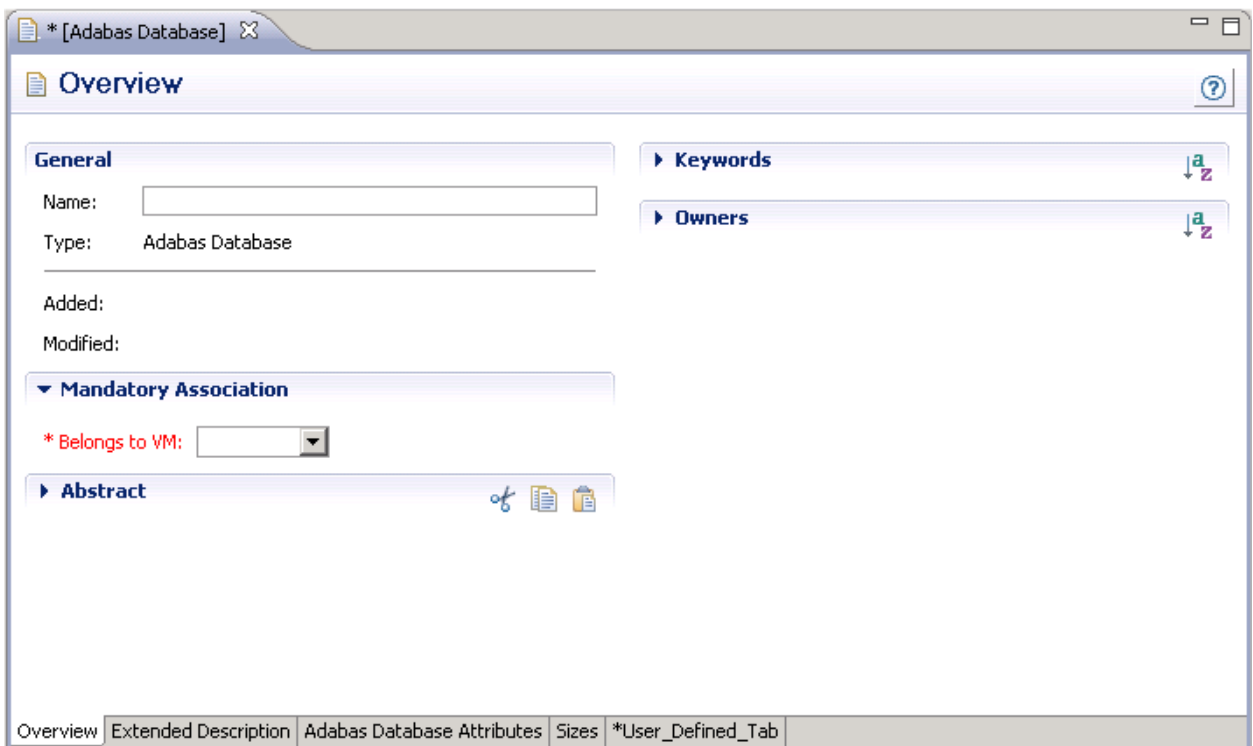 * [Adabas Database]
Overview
General
Name:
Type: Adabas Database
Added:
Modified:
Mandatory Association
* Belongs to VM:
Abstract
Keywords
Owners
Overview Extended Description Adabas Database Attributes Sizes *User_Defined_Tab